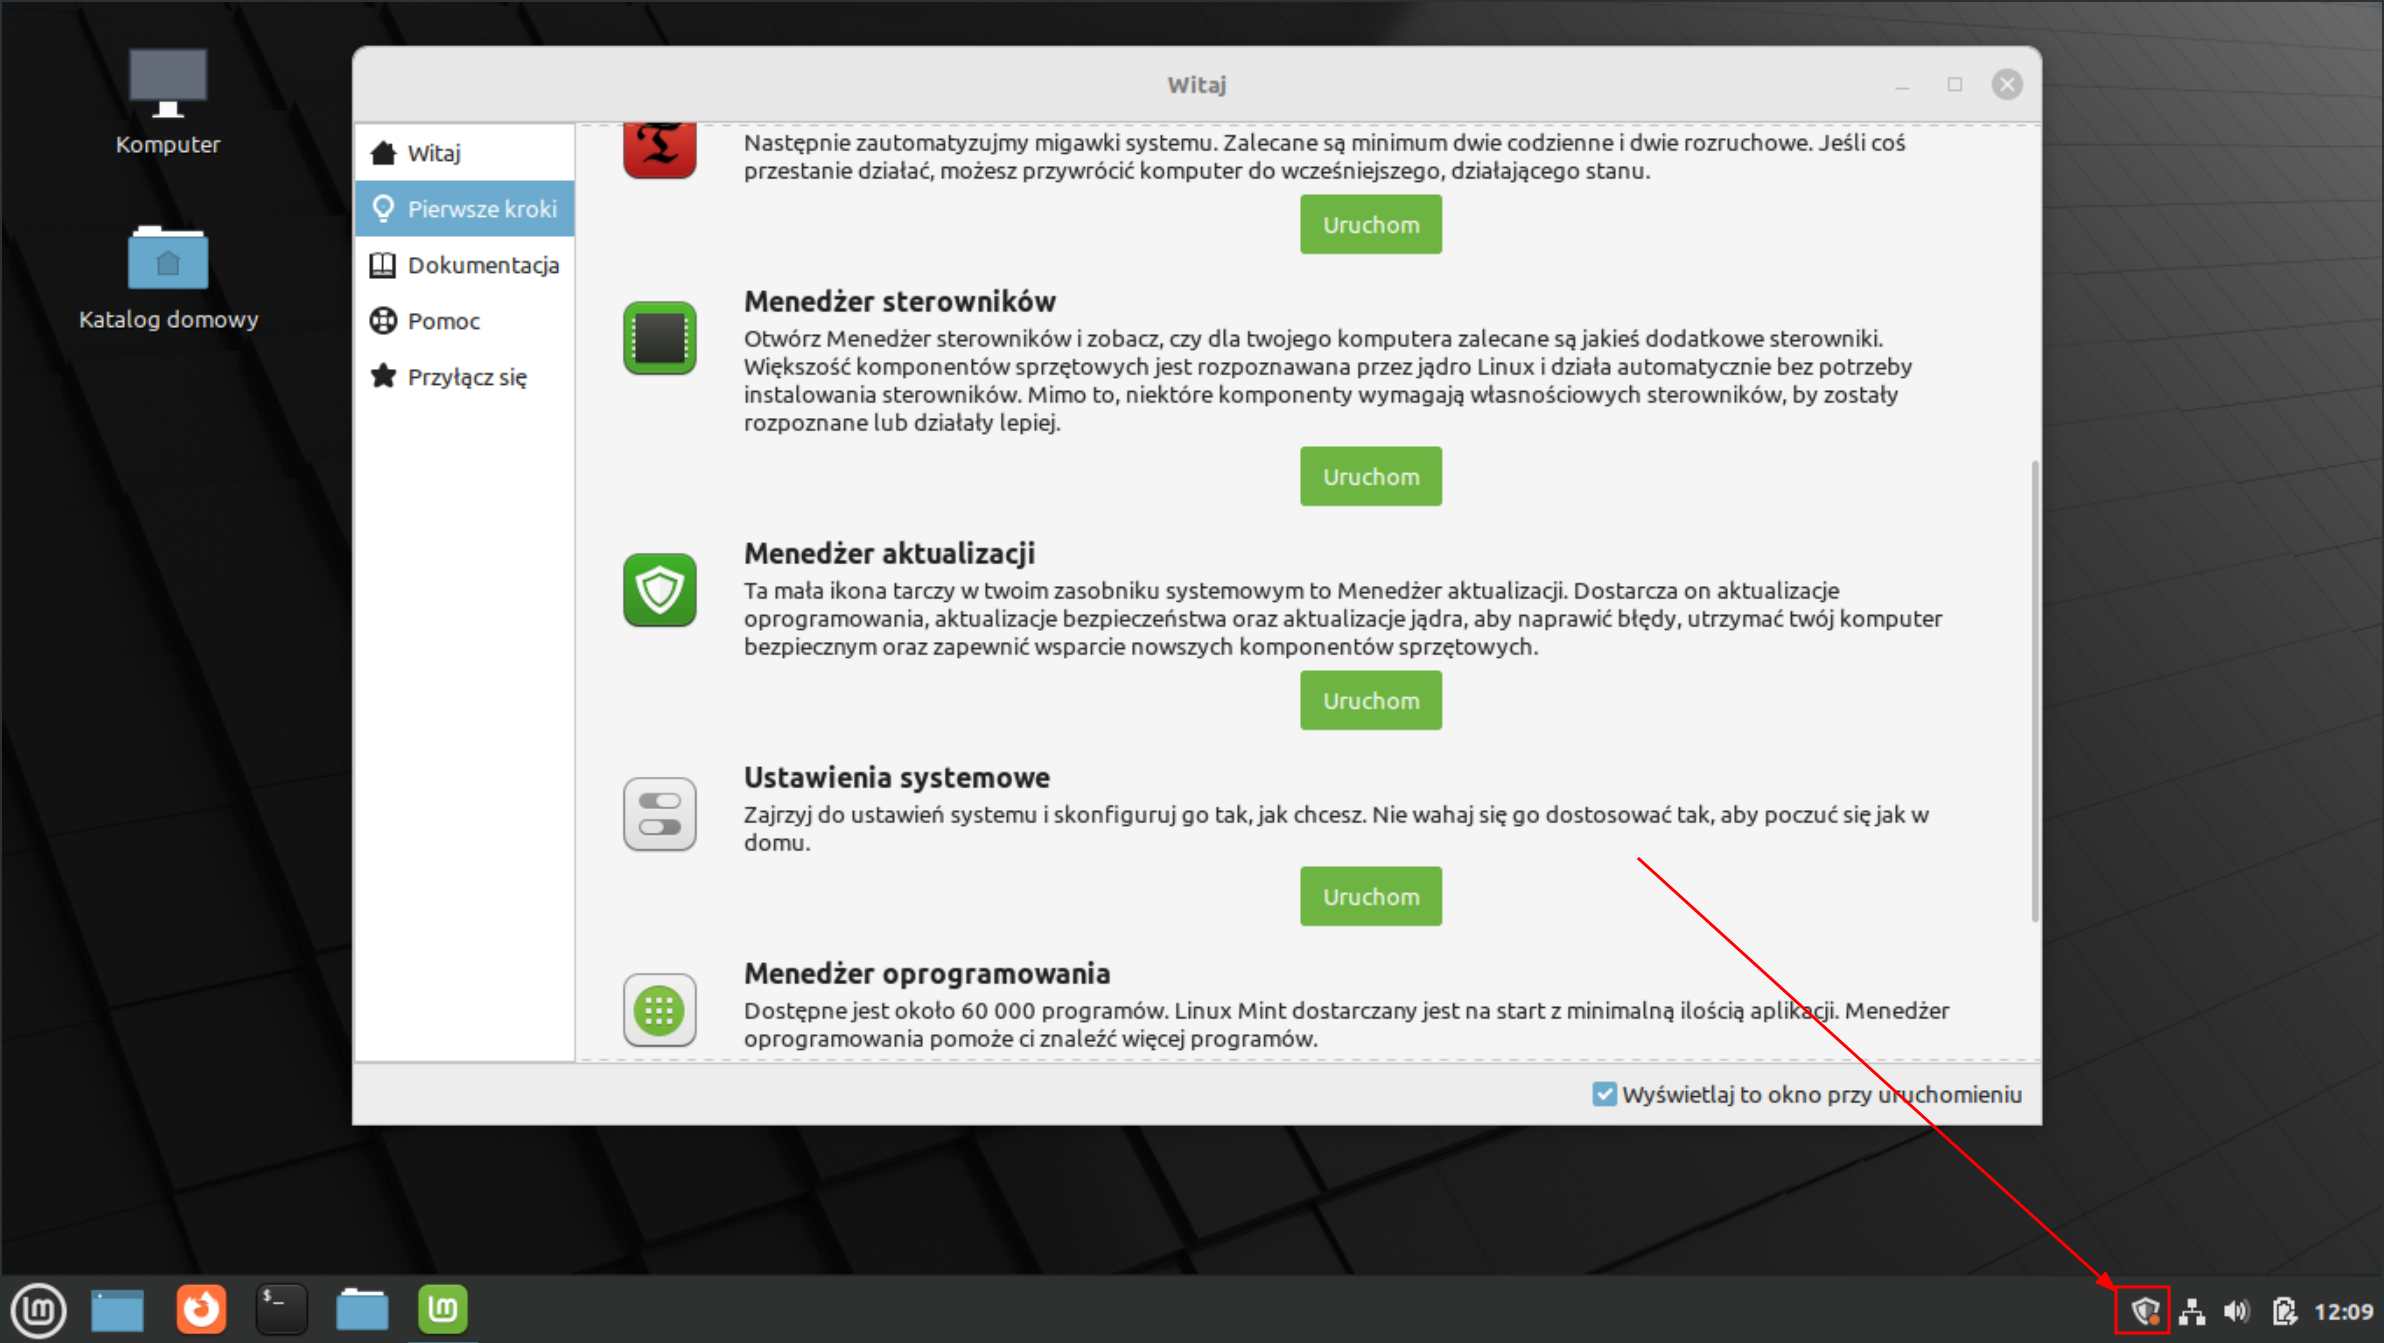 Komputer
Katalog domowy
Witaj
Witaj
Pierwsze kroki
Dokumentacja
Pomoc
Przyłącz się
Następnie zautomatyzujmy migawki systemu. Zalecane są minimum dwie codzienne i dwie rozruchowe. Jeśli coś
przestanie działać, możesz przywrócić komputer do wcześniejszego, działającego stanu.
Uruchom
Menedżer sterowników
Otwórz Menedżer sterowników i zobacz, czy dla twojego komputera zalecane są jakieś dodatkowe sterowniki.
Większość komponentów sprzętowych jest rozpoznawana przez jądro Linux i działa automatycznie bez potrzeby
instalowania sterowników. Mimo to, niektóre komponenty wymagają własnościowych sterowników, by zostały
rozpoznane lub działały lepiej.
Uruchom
Menedżer aktualizacji
Ta mała ikona tarczy w twoim zasobniku systemowym to Menedżer aktualizacji. Dostarcza on aktualizacje
oprogramowania, aktualizacje bezpieczeństwa oraz aktualizacje jądra, aby naprawić błędy, utrzymać twój komputer
bezpiecznym oraz zapewnić wsparcie nowszych komponentów sprzętowych.
Uruchom
Ustawienia systemowe
Zajrzyj do ustawień systemu i skonfiguruj go tak, jak chcesz. Nie wahaj się go dostosować tak, aby poczuć się jak w
domu.
Uruchom
Menedżer oprogramowania
Dostępne jest około 60 000 programów. Linux Mint dostarczany jest na start z minimalną ilością aplikacji. Menedżer
oprogramowania pomoże ci znaleźć więcej programów.
Wyświetlaj to okno przy uruchomieniu
$_
12:09